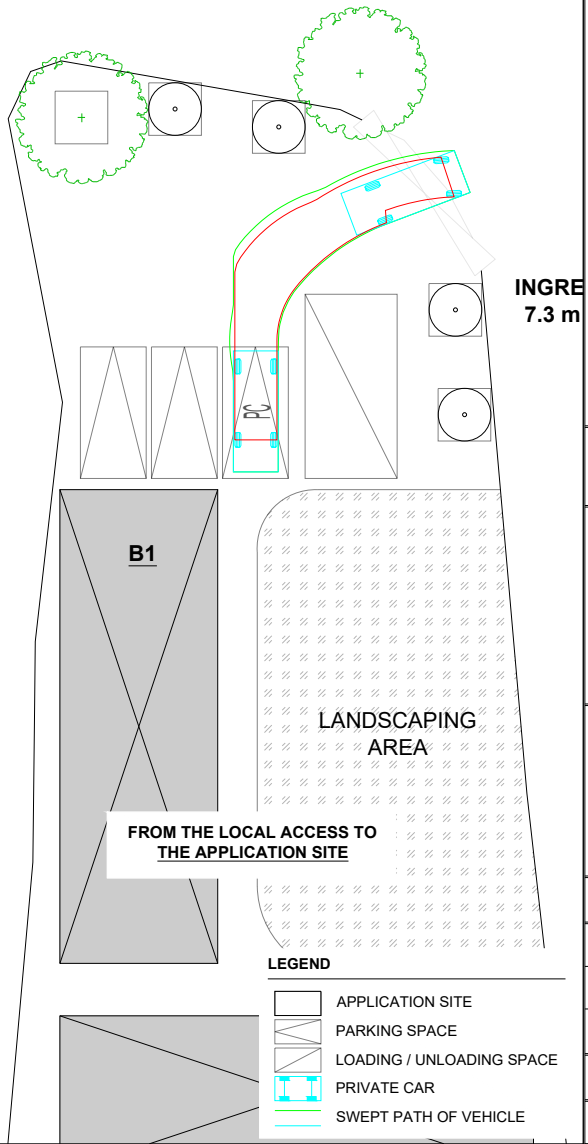 INGRE
7.3 m
PC
B1
LANDSCAPING
AREA
FROM THE LOCAL ACCESS TO
THE APPLICATION SITE
LEGEND
APPLICATION SITE
PARKING SPACE
LOADING / UNLOADING SPACE
PRIVATE CAR
SWEPT PATH OF VEHICLE